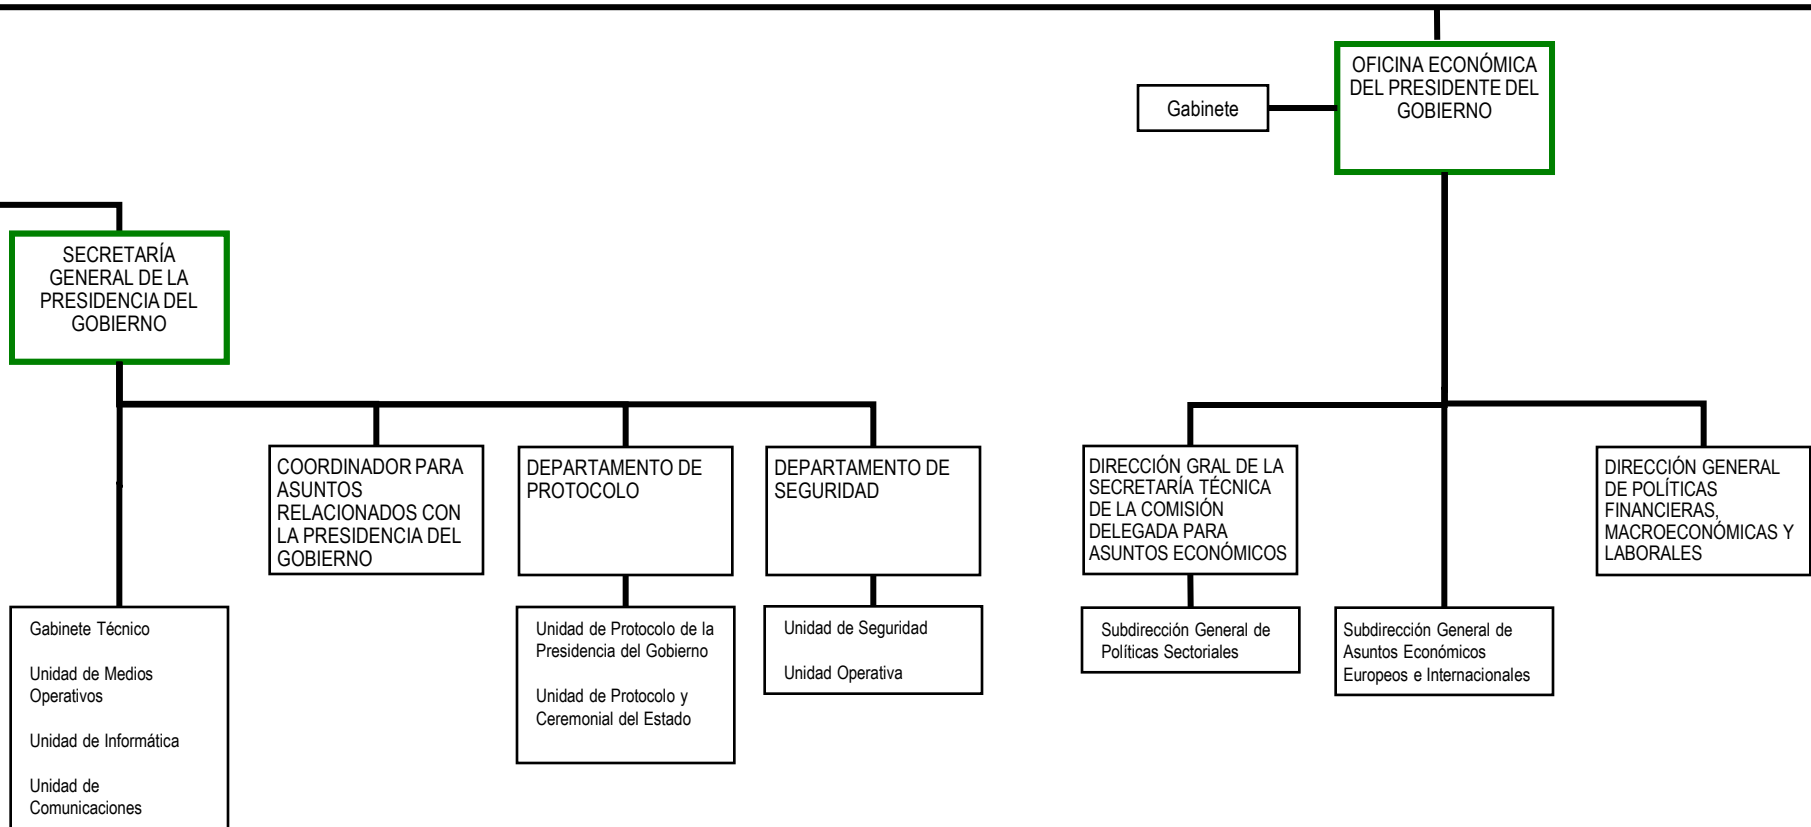 OFICINA ECONÓMICA
DEL PRESIDENTE DEL
GOBIERNO
Gabinete
SECRETARÍA
GENERAL DE LA
PRESIDENCIA DEL
GOBIERNO
COORDINADOR PARA
ASUNTOS
RELACIONADOS CON
LA PRESIDENCIA DEL
GOBIERNO
DEPARTAMENTO DE
PROTOCOLO
DEPARTAMENTO DE
SEGURIDAD
DIRECCIÓN GRAL DE LA
SECRETARÍA TÉCNICA
DE LA COMISIÓN
DELEGADA PARA
ASUNTOS ECONÓMICOS
DIRECCIÓN GENERAL
DE POLÍTICAS
FINANCIERAS,
MACROECONÓMICAS Y
LABORALES
Gabinete Técnico
Unidad de Medios
Operativos
Unidad de Informática
Unidad de
Comunicaciones
Unidad de Protocolo de la
Presidencia del Gobierno
Unidad de Protocolo y
Ceremonial del Estado
Unidad de Seguridad
Unidad Operativa
Subdirección General de
Políticas Sectoriales
Subdirección General de
Asuntos Económicos
Europeos e Internacionales